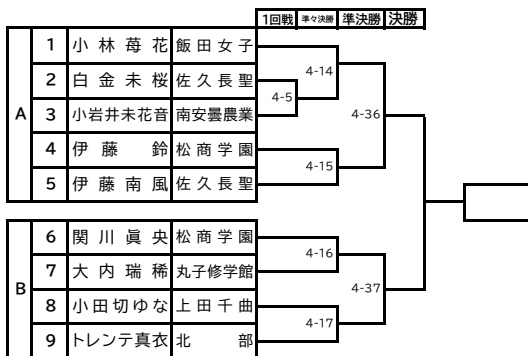 1回戦 準々決勝 準決勝 決勝
A
1 小林苺花 飯田女子
2 白金未桜 佐久長聖
3 小岩井未花音 南安曇農業
4 伊藤 鈴 松商学園
5 伊藤南風 佐久長聖
4-5
4-14
4-15
4-36
B
6 関川眞央 松商学園
7 大内瑞稀 丸子修学館
8 小田切ゆな 上田千曲
9 トレンテ真衣 北部
4-16
4-17
4-37